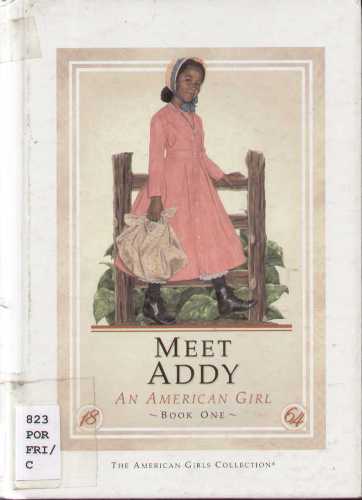 MEET
ADDY
AN AMERICAN GIRL
~ BOOK ONE ~
18
64
823
POR
FRI/
C
THE AMERICAN GIRLS COLLECTION®